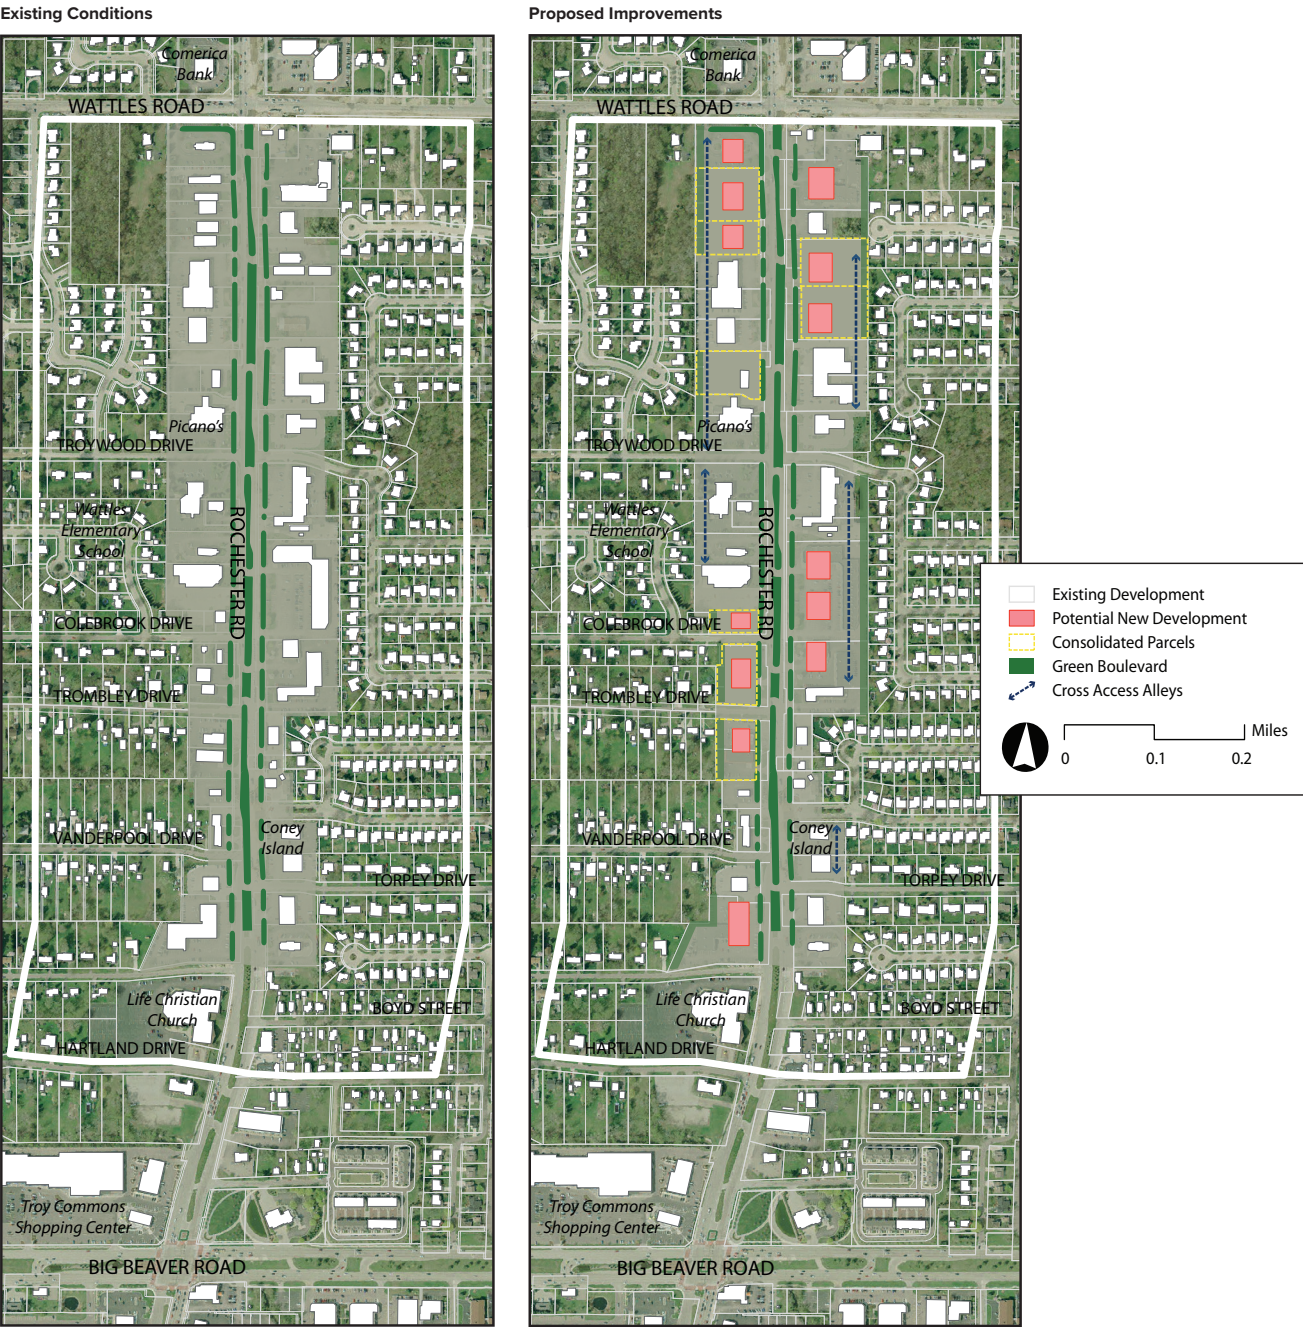 Existing Conditions
Comerica
Bank
WATTLES ROAD
Picano's
TROYWOOD DRIVE
Wattles
Elementary
School
ROCHESTER RD
COLEBROOK DRIVE
TROMBLEY DRIVE
VANDERPOOL DRIVE
Coney
Island
TORPEY DRIVE
Life Christian
Church
BOYD STREET
HARTLAND DRIVE
Troy Commons
Shopping Center
BIG BEAVER ROAD
Proposed Improvements
Comerica
Bank
WATTLES ROAD
Picano's
TROYWOOD DRIVE
Wattles
Elementary
School
ROCHESTER RD
COLEBROOK DRIVE
TROMBLEY DRIVE
VANDERPOOL DRIVE
Coney
Island
TORPEY DRIVE
Life Christian
Church
BOYD STREET
HARTLAND DRIVE
Troy Commons
Shopping Center
BIG BEAVER ROAD
Existing Development
Potential New Development
Consolidated Parcels
Green Boulevard
Cross Access Alleys
Miles
0 0.1 0.2